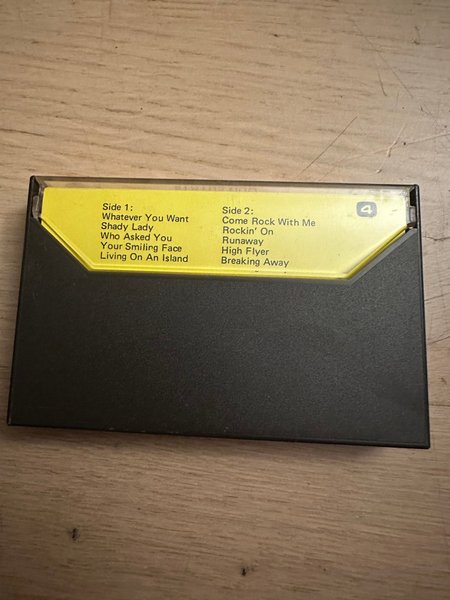 Side 1:
Whatever You Want
Shady Lady
Who Asked You
Your Smiling Face
Living On An Island
Side 2:
Come Rock With Me
Rockin' On
Runaway
High Flyer
Breaking Away
4